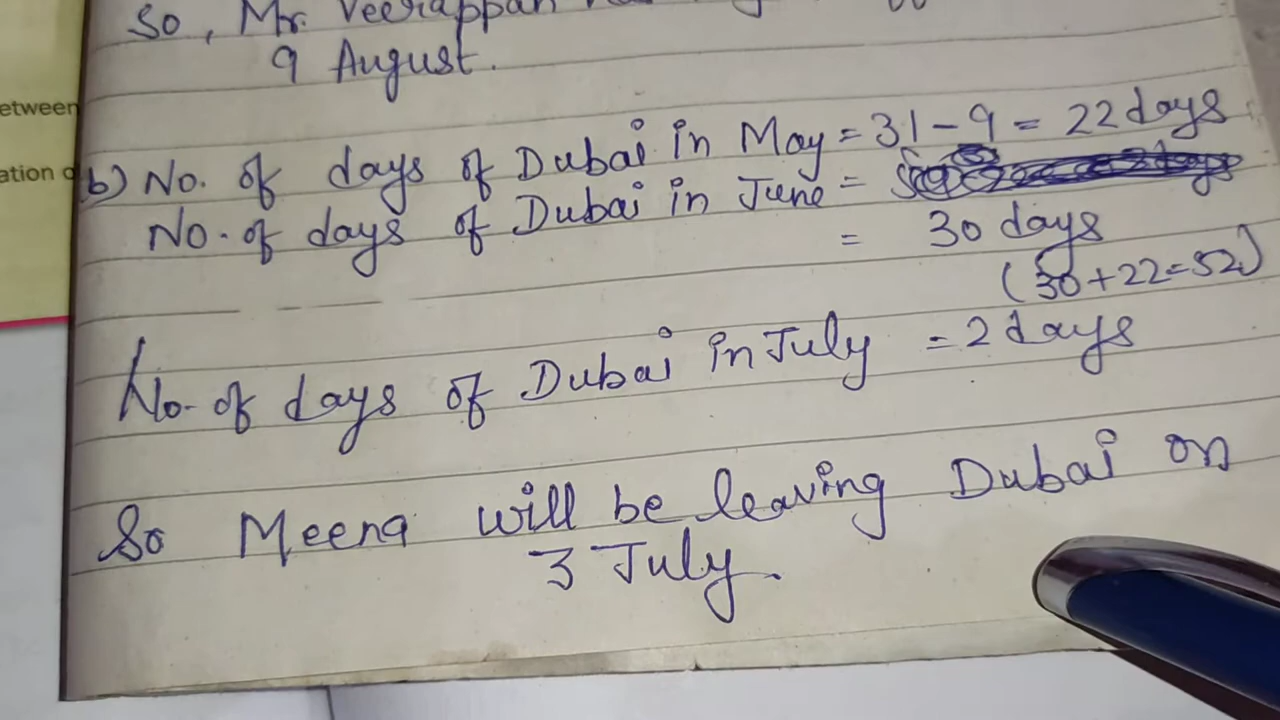 So, Mr. Veerappan
9 August.
etween
ation o
b) No. of days of Dubai in May = 31 - 9 = 22 days
No. of days of Dubai in June =
= 30 days
(30+22=52)
No. of days of Dubai in July = 2 days
So Meena will be leaving Dubai on
3 July.